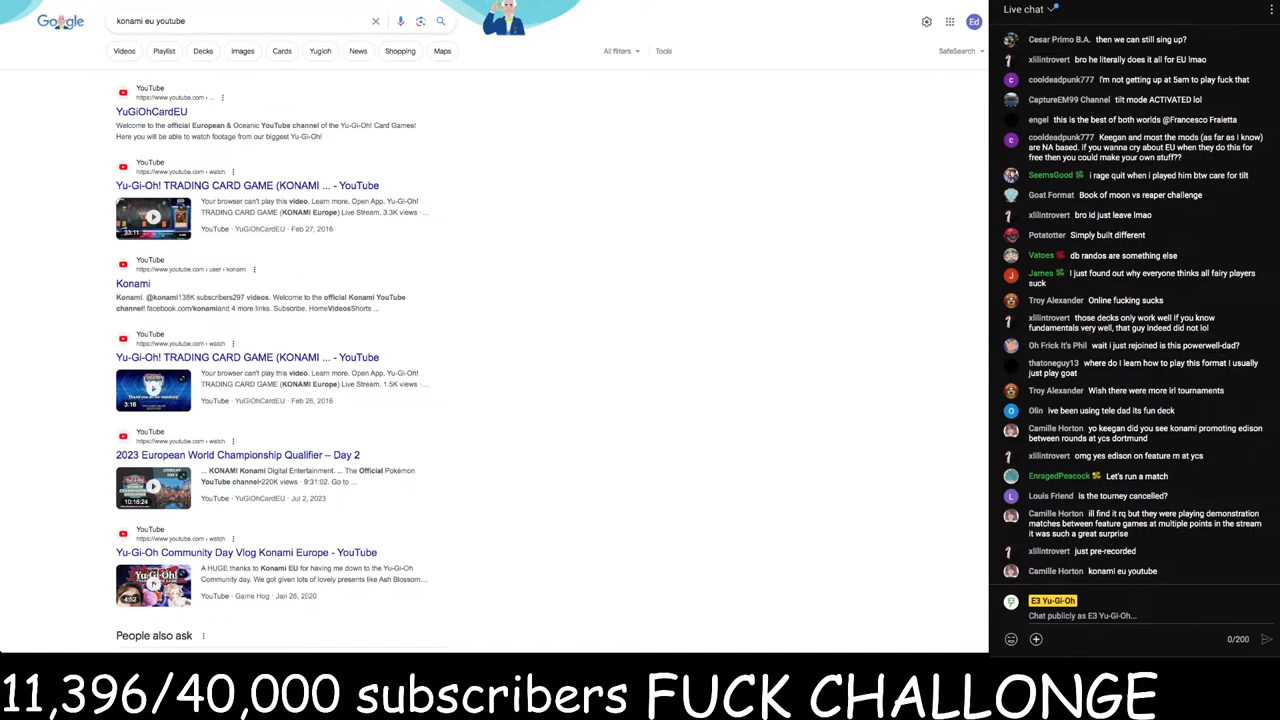 Google
konami eu youtube
Ed
Videos
Playlist
Decks
Images
Cards
Yugioh
News
Shopping
Maps
All filters
Tools
SafeSearch
YouTube
https://www.youtube.com › ...
YuGiOhCardEU
Welcome to the official European & Oceanic YouTube channel of the Yu-Gi-Oh! Card Games!
Here you will be able to watch footage from our biggest Yu-Gi-Oh!
YouTube
https://www.youtube.com › watch
Yu-Gi-Oh! TRADING CARD GAME (KONAMI ... - YouTube
33:11
Your browser can't play this video. Learn more. Open App. Yu-Gi-Oh!
TRADING CARD GAME (KONAMI Europe) Live Stream. 3.3K views ·...
YouTube · YuGiOhCardEU · Feb 27, 2016
YouTube
https://www.youtube.com › user › konami
Konami
Konami. @konami138K subscribers297 videos. Welcome to the official Konami YouTube
channel! facebook.com/konamiand 4 more links. Subscribe. HomeVideosShorts ...
YouTube
https://www.youtube.com › watch
Yu-Gi-Oh! TRADING CARD GAME (KONAMI ... - YouTube
3:16
Your browser can't play this video. Learn more. Open App. Yu-Gi-Oh!
TRADING CARD GAME (KONAMI Europe) Live Stream. 1.5K views ·...
YouTube · YuGiOhCardEU · Feb 26, 2016
YouTube
https://www.youtube.com › watch
2023 European World Championship Qualifier – Day 2
10:18:24
... KONAMI Konami Digital Entertainment. ... The Official Pokémon
YouTube channel•220K views · 9:31:02. Go to ...
YouTube · YuGiOhCardEU · Jul 2, 2023
YouTube
https://www.youtube.com › watch
Yu-Gi-Oh Community Day Vlog Konami Europe - YouTube
Yu-Gi-Oh!
4:52
A HUGE thanks to Konami EU for having me down to the Yu-Gi-Oh
Community day. We got given lots of lovely presents like Ash Blossom...
YouTube · Game Hog · Jan 26, 2020
People also ask
Live chat
Cesar Primo B.A. then we can still sing up?
xlilintrovert bro he literally does it all for EU lmao
cooldeadpunk777 I'm not getting up at 5am to play fuck that
CaptureEM99 Channel tilt mode ACTIVATED lol
engel this is the best of both worlds @Francesco Fraietta
cooldeadpunk777 Keegan and most the mods (as far as i know)
are NA based. if you wanna cry about EU when they do this for
free then you could make your own stuff??
SeemsGood i rage quit when i played him btw care for tilt
Goat Format Book of moon vs reaper challenge
xlilintrovert bro id just leave lmao
Potatotter Simply built different
Vatoes db randos are something else
James I just found out why everyone thinks all fairy players
suck
Troy Alexander Online fucking sucks
xlilintrovert those decks only work well if you know
fundamentals very well, that guy indeed did not lol
Oh Frick It's Phil wait i just rejoined is this powerwell-dad?
thatoneguy13 where do I learn how to play this format I usually
just play goat
Troy Alexander Wish there were more irl tournaments
Olin ive been using tele dad its fun deck
Camille Horton yo keegan did you see konami promoting edison
between rounds at ycs dortmund
xlilintrovert omg yes edison on feature m at ycs
EnragedPeacock Let's run a match
Louis Friend is the tourney cancelled?
Camille Horton ill find it rq but they were playing demonstration
matches between feature games at multiple points in the stream
it was such a great surprise
xlilintrovert just pre-recorded
Camille Horton konami eu youtube
E3 Yu-Gi-Oh
Chat publicly as E3 Yu-Gi-Oh...
0/200
11,396/40,000 subscribers FUCK CHALLONGE